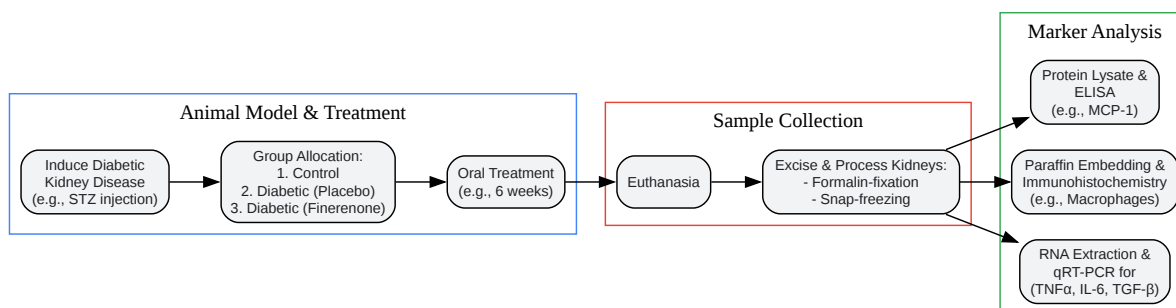 Animal Model & Treatment
Induce Diabetic
Kidney Disease
(e.g., STZ injection)
Group Allocation:
1. Control
2. Diabetic (Placebo)
3. Diabetic (Finerenone)
Oral Treatment
(e.g., 6 weeks)
Sample Collection
Euthanasia
Excise & Process Kidneys:
- Formalin-fixation
- Snap-freezing
Marker Analysis
Protein Lysate &
ELISA
(e.g., MCP-1)
Paraffin Embedding &
Immunohistochemistry
(e.g., Macrophages)
RNA Extraction &
qRT-PCR for
(TNFα, IL-6, TGF-β)